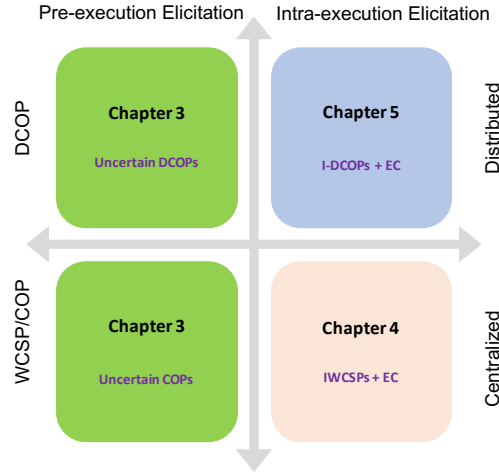 Pre-execution Elicitation
Intra-execution Elicitation
DCOP
Chapter 3
Uncertain DCOPs
Chapter 5
I-DCOPs + EC
Distributed
WCSP/COP
Chapter 3
Uncertain COPs
Chapter 4
IWCSPs + EC
Centralized